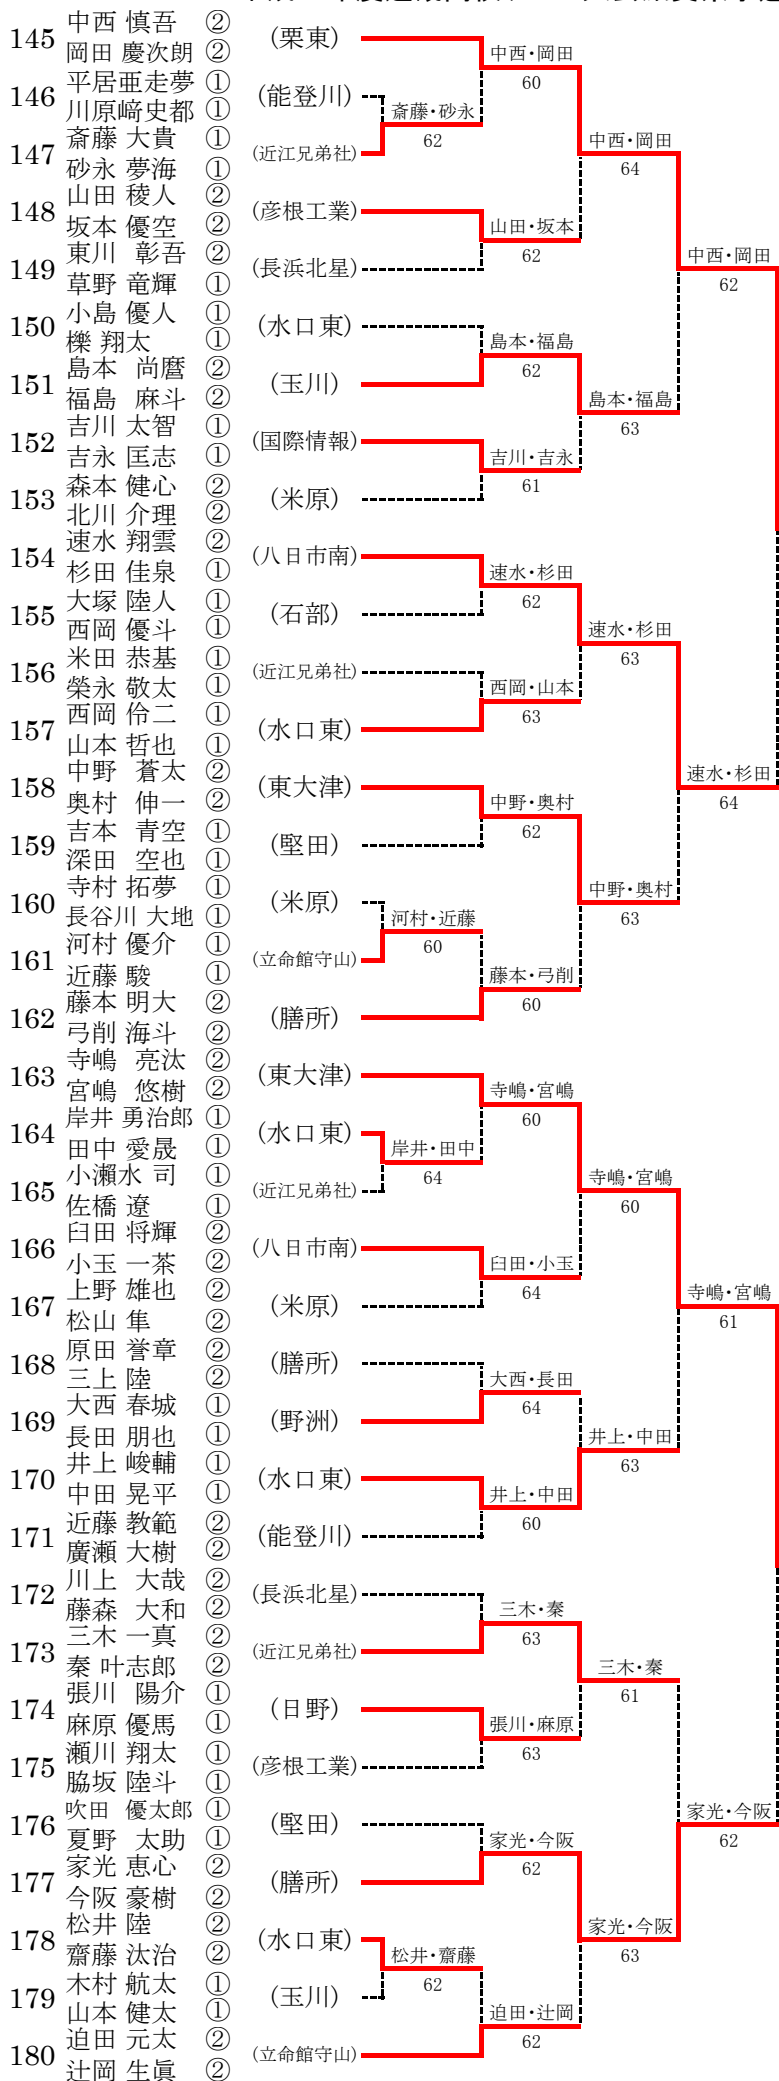 145 中西 慎吾 ② (栗東)
岡田 慶次朗 ②
146 平居亜走夢 ① (能登川)
川原﨑史都 ①
147 斎藤 大貴 ① (近江兄弟社)
砂永 夢海 ①
148 山田 稜人 ② (彦根工業)
坂本 優空 ②
149 東川 彰吾 ② (長浜北星)
草野 竜輝 ①
150 小島 優人 ① (水口東)
櫟 翔太 ①
151 島本 尚麿 ② (玉川)
福島 麻斗 ②
152 吉川 太智 ① (国際情報)
吉永 匡志 ①
153 森本 健心 ② (米原)
北川 介理 ②
154 速水 翔雲 ② (八日市南)
杉田 佳泉 ①
155 大塚 陸人 ① (石部)
西岡 優斗 ①
156 米田 恭基 ① (近江兄弟社)
榮永 敬太 ①
157 西岡 伶二 ① (水口東)
山本 哲也 ①
158 中野 蒼太 ② (東大津)
奥村 伸一 ②
159 吉本 青空 ① (堅田)
深田 空也 ①
160 寺村 拓夢 ① (米原)
長谷川 大地 ①
161 河村 優介 ① (立命館守山)
近藤 駿 ①
162 藤本 明大 ② (膳所)
弓削 海斗 ②
163 寺嶋 亮汰 ② (東大津)
宮嶋 悠樹 ②
164 岸井 勇治郎 ① (水口東)
田中 愛晟 ①
165 小瀬水 司 ① (近江兄弟社)
佐橋 遼 ①
166 臼田 将輝 ② (八日市南)
小玉 一茶 ②
167 上野 雄也 ② (米原)
松山 隼 ②
168 原田 誉章 ② (膳所)
三上 陸 ②
169 大西 春城 ① (野洲)
長田 朋也 ①
170 井上 峻輔 ① (水口東)
中田 晃平 ①
171 近藤 教範 ② (能登川)
廣瀬 大樹 ②
172 川上 大哉 ② (長浜北星)
藤森 大和 ②
173 三木 一真 ② (近江兄弟社)
秦 叶志郎 ②
174 張川 陽介 ① (日野)
麻原 優馬 ①
175 瀬川 翔太 ① (彦根工業)
脇坂 陸斗 ①
176 吹田 優太郎 ① (堅田)
夏野 太助 ①
177 家光 恵心 ② (膳所)
今阪 豪樹 ②
178 松井 陸 ② (水口東)
齋藤 汰治 ②
179 木村 航太 ① (玉川)
山本 健太 ①
180 迫田 元太 ② (立命館守山)
辻岡 生眞 ②
斎藤・砂永
62
河村・近藤
60
岸井・田中
64
松井・齋藤
62
中西・岡田
60
山田・坂本
62
島本・福島
62
吉川・吉永
61
速水・杉田
62
西岡・山本
63
中野・奥村
62
藤本・弓削
60
寺嶋・宮嶋
60
臼田・小玉
64
大西・長田
64
井上・中田
60
三木・秦
63
張川・麻原
63
家光・今阪
62
迫田・辻岡
62
中西・岡田
64
島本・福島
63
速水・杉田
63
中野・奥村
63
寺嶋・宮嶋
60
井上・中田
63
三木・秦
61
家光・今阪
63
中西・岡田
62
速水・杉田
64
寺嶋・宮嶋
61
家光・今阪
62